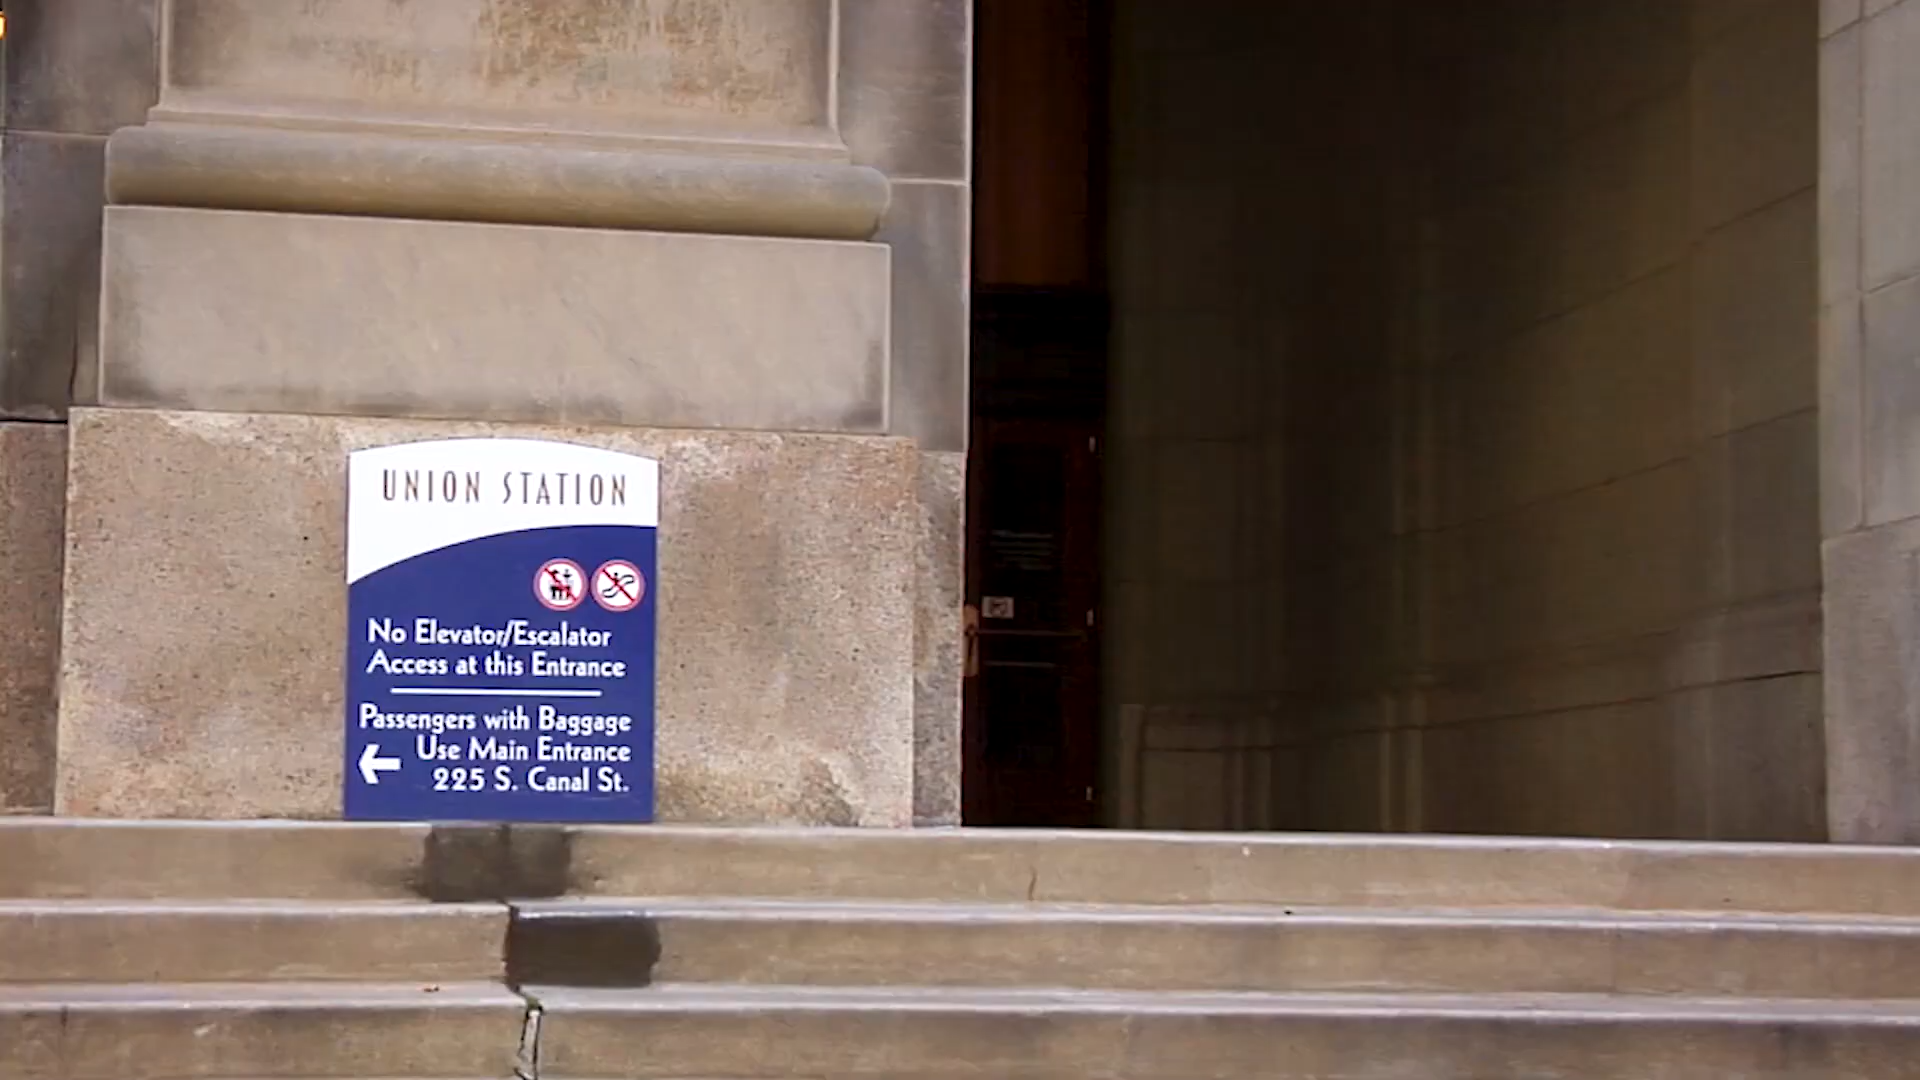 UNION STATION
No Elevator/Escalator
Access at this Entrance
Passengers with Baggage
Use Main Entrance
225 S. Canal St.